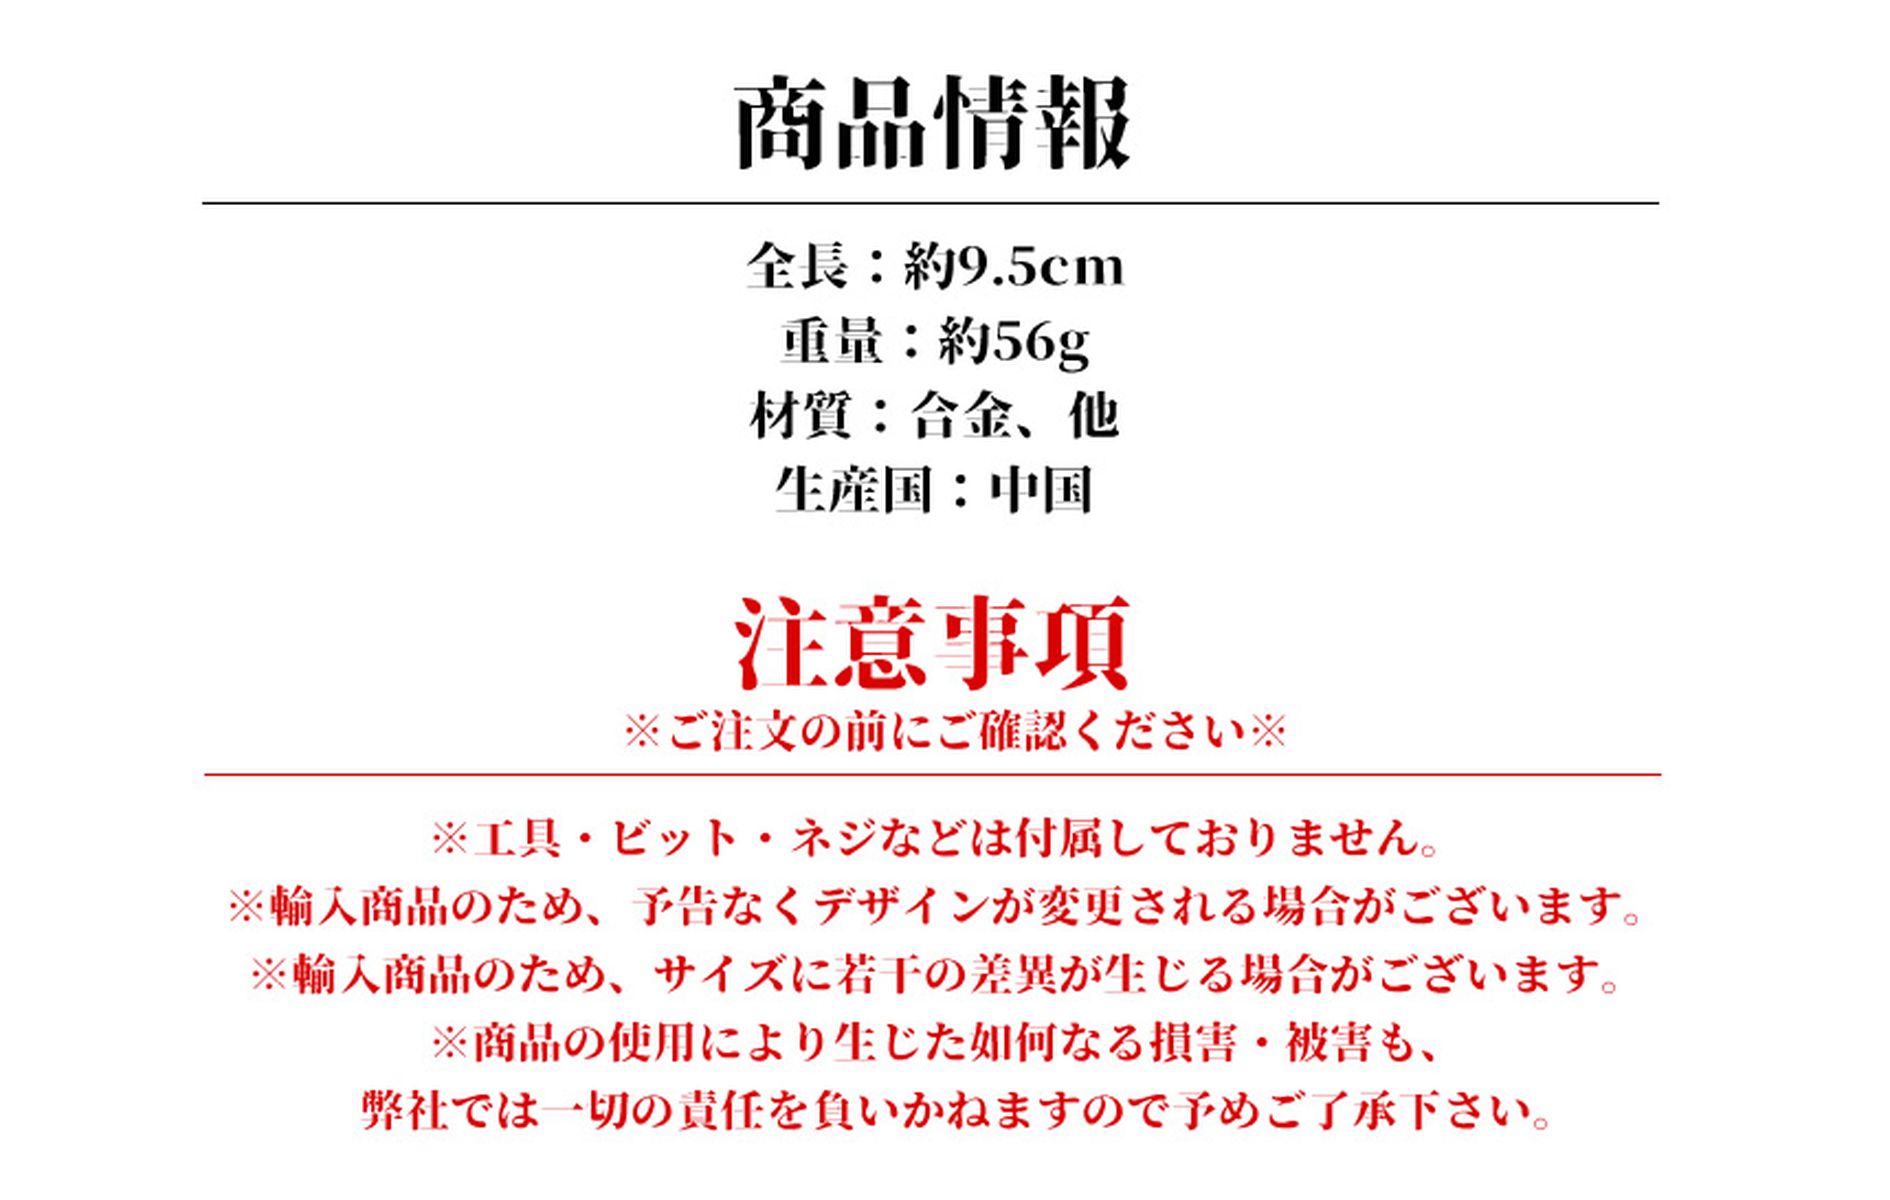 商品情報
全長：約9.5cm
重量：約56g
材質：合金、他
生産国：中国
注意事項
※ご注文の前にご確認ください※
※工具・ビット・ネジなどは付属しておりません。
※輸入商品のため、予告なくデザインが変更される場合がございます。
※輸入商品のため、サイズに若干の差異が生じる場合がございます。
※商品の使用により生じた如何なる損害・被害も、
弊社では一切の責任を負いかねますので予めご了承下さい。